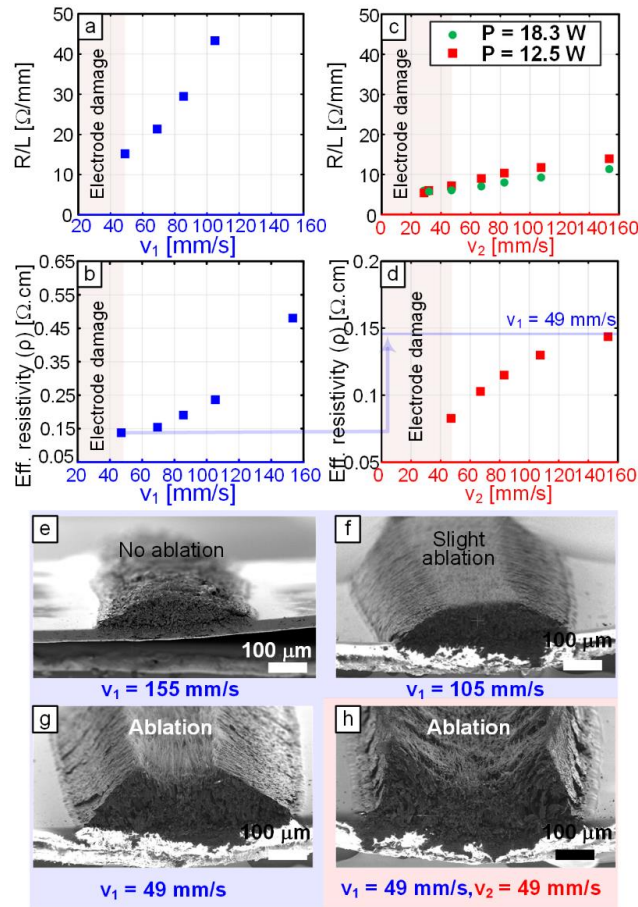 a
R/L [Ω/mm]
50
40
30
20
10
0
Electrode damage
0 20 40 60 80 100 120 140 160
v1 [mm/s]
c
P = 18.3 W
P = 12.5 W
R/L [Ω/mm]
50
40
30
20
10
0
Electrode damage
0 20 40 60 80 100 120 140 160
v2 [mm/s]
b
Eff. resistivity (ρ) [Ω.cm]
0.65
0.45
0.25
0.15
0.05
Electrode damage
0 20 40 60 80 100 120 140 160
v1 [mm/s]
d
Eff. resistivity (ρ) [Ω.cm]
0.2
0.15
0.1
0.05
Electrode damage
v1 = 49 mm/s
0 20 40 60 80 100 120 140 160
v2 [mm/s]
e
No ablation
100 μm
v1 = 155 mm/s
f
Slight
ablation
100 μm
v1 = 105 mm/s
g
Ablation
100 μm
v1 = 49 mm/s
h
Ablation
100 μm
v1 = 49 mm/s, v2 = 49 mm/s